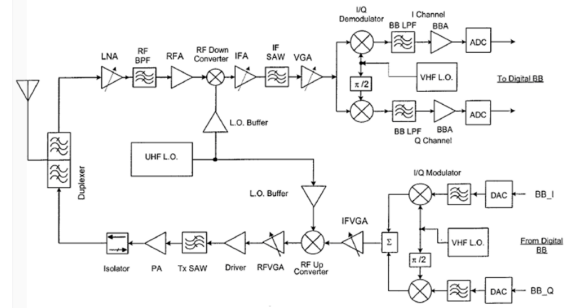 I/Q
Demodulator
I Channel
BB LPF
BBA
ADC
LNA
RF
BPF
RFA
RF Down
Converter
IFA
IF
SAW
VGA
π /2
VHF L.O.
To Digital BB
BB LPF
BBA
ADC
Q Channel
L.O. Buffer
UHF L.O.
Duplexer
L.O. Buffer
I/Q Modulator
DAC
BB_I
IFVGA
Σ
VHF L.O.
From Digital
BB
π /2
Isolator
PA
Tx SAW
Driver
RFVGA
RF Up
Converter
DAC
BB_Q